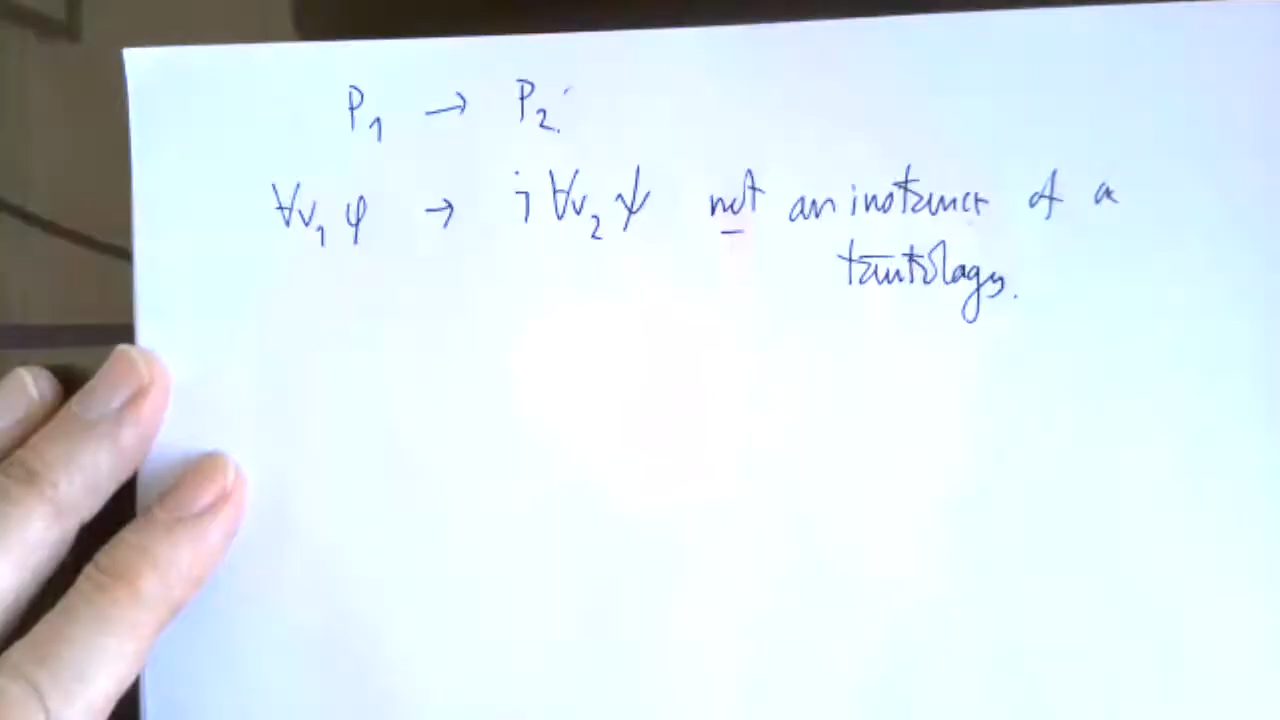 P₁ → P₂.
∀v₁ φ → ¬∀v₂ ψ not an instance of a
tautology.